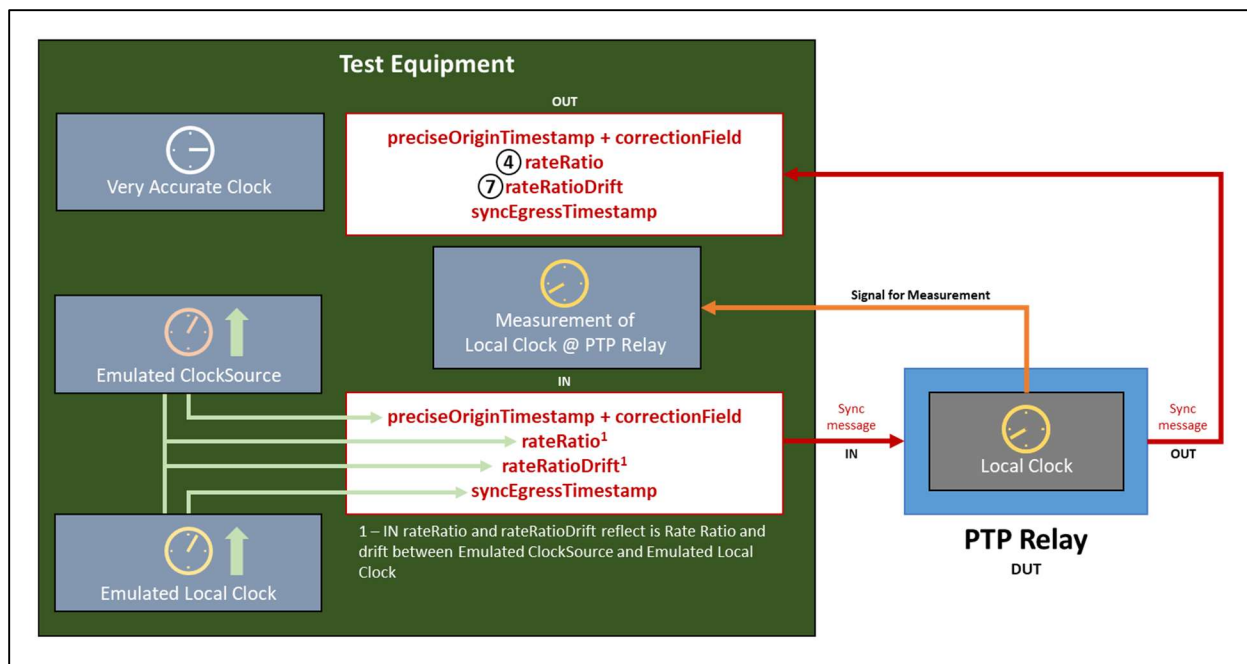 Test Equipment
OUT
preciseOriginTimestamp + correctionField
④ rateRatio
⑦ rateRatioDrift
syncEgressTimestamp
Very Accurate Clock
Measurement of
Local Clock @ PTP Relay
Signal for Measurement
Emulated ClockSource
IN
preciseOriginTimestamp + correctionField
rateRatio¹
rateRatioDrift¹
syncEgressTimestamp
Sync
message
IN
Local Clock
Sync
message
OUT
1 – IN rateRatio and rateRatioDrift reflect is Rate Ratio and
drift between Emulated ClockSource and Emulated Local
Clock
Emulated Local Clock
PTP Relay
DUT